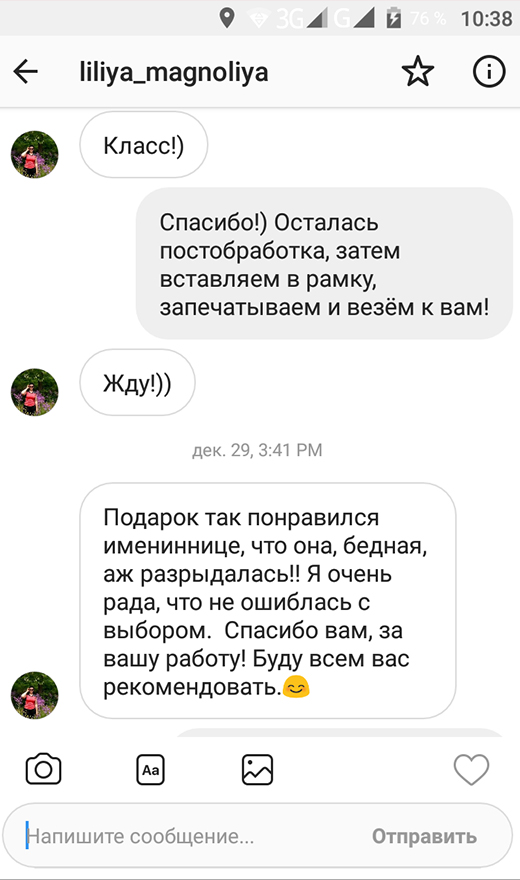 3G G 76 % 10:38
liliya_magnoliya
Класс!)
Спасибо!) Осталась
постобработка, затем
вставляем в рамку,
запечатываем и везём к вам!
Жду!))
дек. 29, 3:41 PM
Подарок так понравился
имениннице, что она, бедная,
аж разрыдалась!! Я очень
рада, что не ошиблась с
выбором. Спасибо вам, за
вашу работу! Буду всем вас
рекомендовать.😊
Aa
Напишите сообщение... Отправить